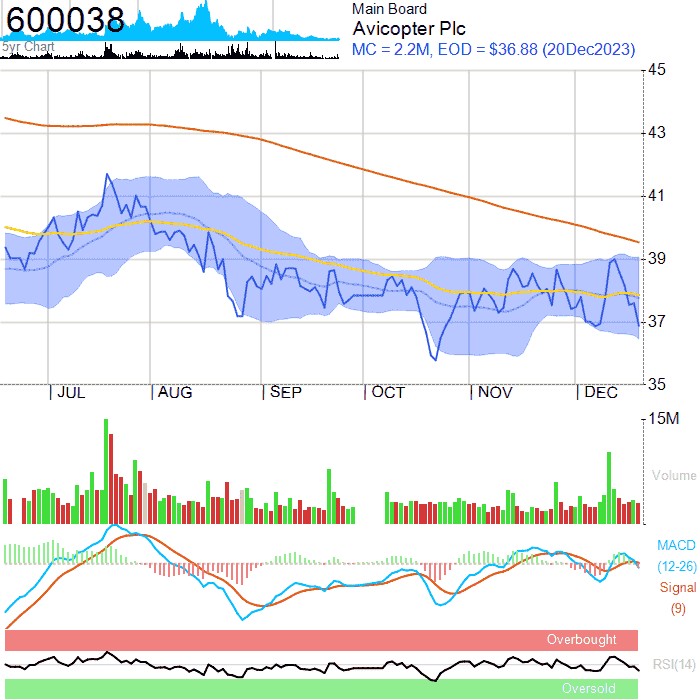 600038
5yr Chart
Main Board
Avicopter Plc
MC = 2.2M, EOD = $36.88 (20Dec2023)
45
43
41
39
37
35
JUL AUG SEP OCT NOV DEC
15M
Volume
MACD
(12-26)
Signal
(9)
Overbought
RSI(14)
Oversold